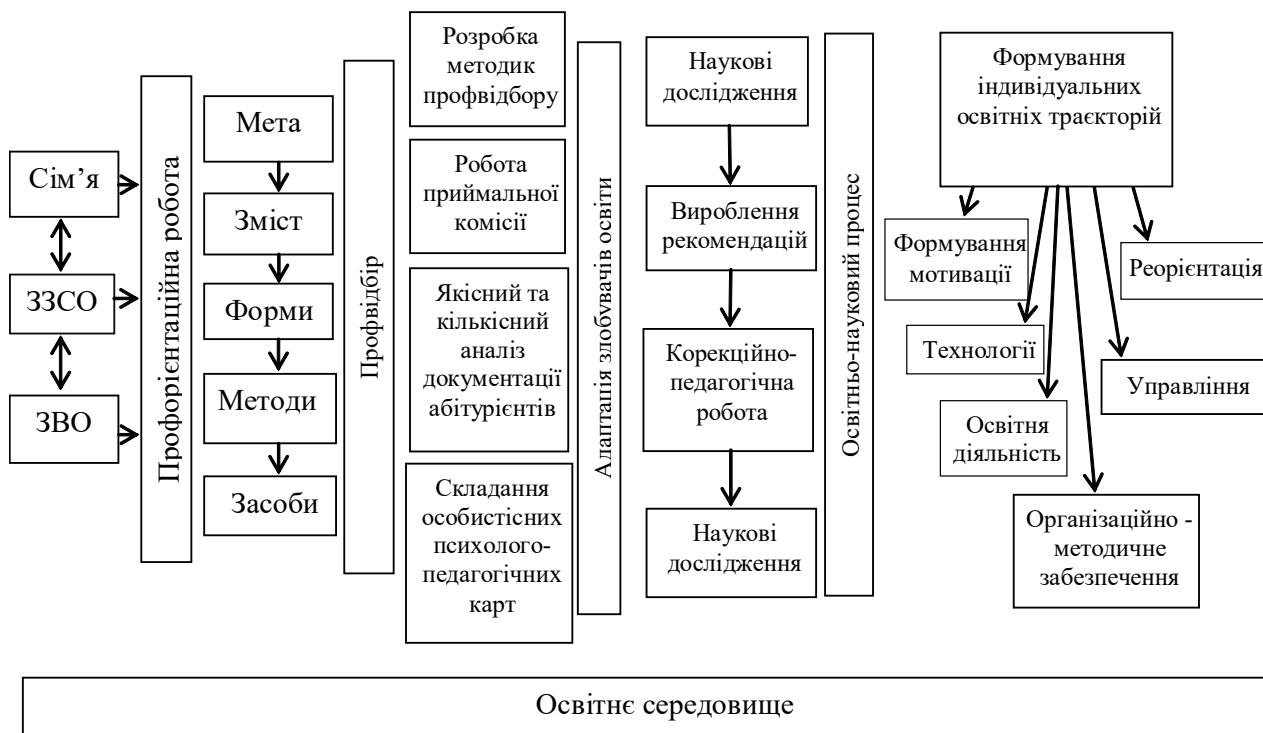 Сім’я
ЗЗСО
ЗВО
Профорієнтаційна робота
Мета
Зміст
Форми
Методи
Засоби
Профвідбір
Розробка
методик
профвідбору
Робота
приймальної
комісії
Якісний та
кількісний
аналіз
документації
абітурієнтів
Складання
особистісних
психолого-
педагогічних
карт
Адаптація злобувачів освіти
Наукові
дослідження
Вироблення
рекомендацій
Корекційно-
педагогічна
робота
Наукові
дослідження
Освітньо-науковий процес
Формування
індивідуальних
освітніх траєкторій
Формування
мотивації
Реорієнтація
Технології
Управління
Освітня
діяльність
Організаційно -
методичне
забезпечення
Освітнє середовище